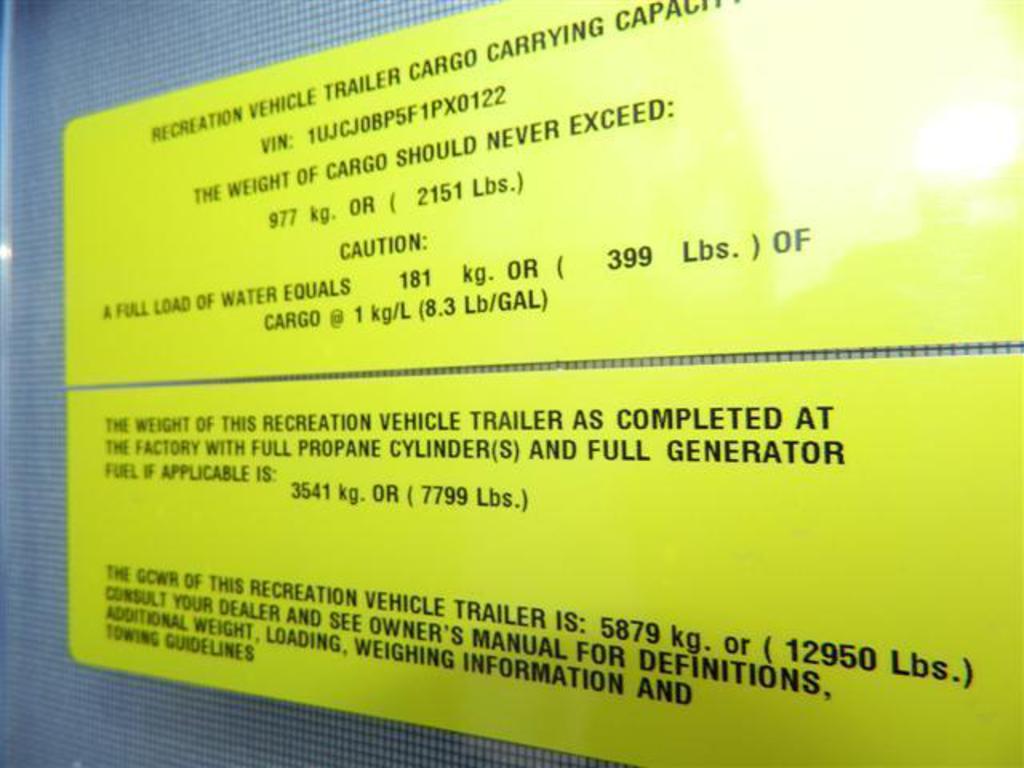 RECREATION VEHICLE TRAILER CARGO CARRYING CAPACITY
VIN: 1UJCJ0BP5F1PX0122
THE WEIGHT OF CARGO SHOULD NEVER EXCEED:
977 kg. OR ( 2151 Lbs.)
CAUTION:
A FULL LOAD OF WATER EQUALS 181 kg. OR ( 399 Lbs. ) OF
CARGO @ 1 kg/L (8.3 Lb/GAL)
THE WEIGHT OF THIS RECREATION VEHICLE TRAILER AS COMPLETED AT
THE FACTORY WITH FULL PROPANE CYLINDER(S) AND FULL GENERATOR
FUEL IF APPLICABLE IS:
3541 kg. OR ( 7799 Lbs.)
THE GCWR OF THIS RECREATION VEHICLE TRAILER IS: 5879 kg. or ( 12950 Lbs.)
CONSULT YOUR DEALER AND SEE OWNER'S MANUAL FOR DEFINITIONS,
ADDITIONAL WEIGHT, LOADING, WEIGHING INFORMATION AND
TOWING GUIDELINES